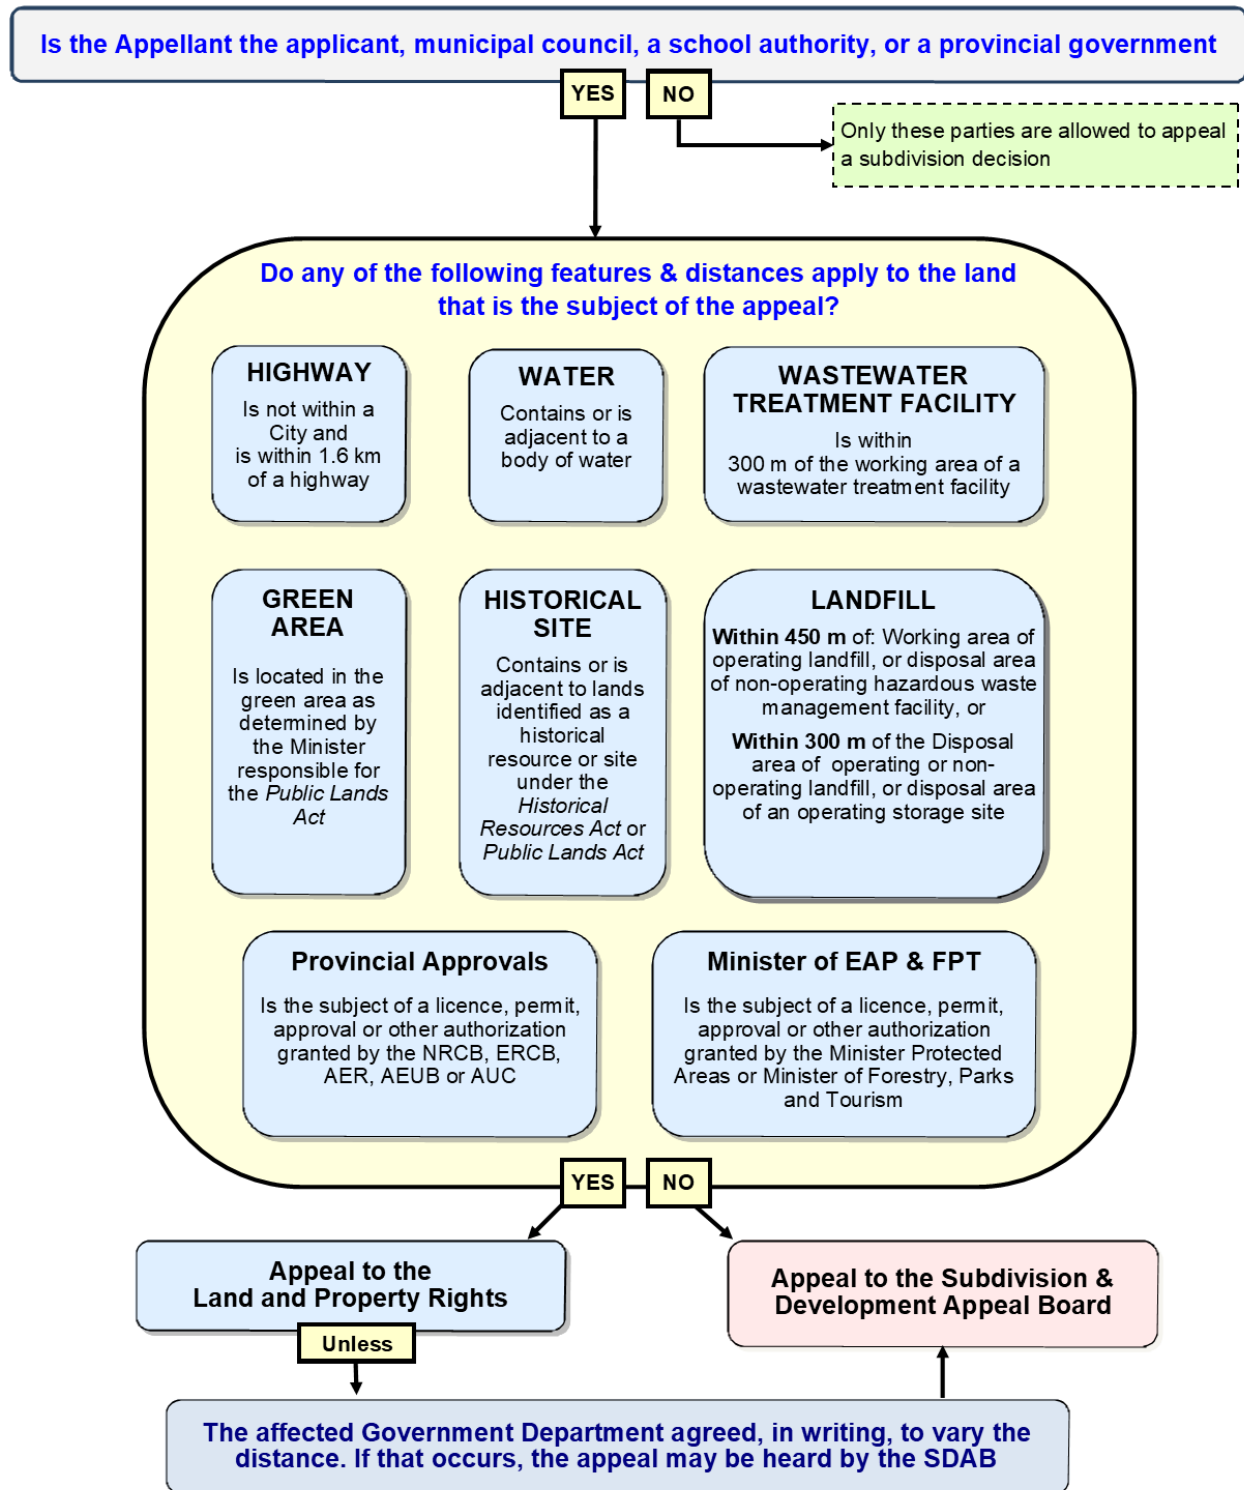 Is the Appellant the applicant, municipal council, a school authority, or a provincial government
YES
NO
Only these parties are allowed to appeal
a subdivision decision
Do any of the following features & distances apply to the land
that is the subject of the appeal?
HIGHWAY
Is not within a
City and
is within 1.6 km
of a highway
WATER
Contains or is
adjacent to a
body of water
WASTEWATER
TREATMENT FACILITY
Is within
300 m of the working area of a
wastewater treatment facility
GREEN
AREA
Is located in the
green area as
determined by
the Minister
responsible for
the Public Lands
Act
HISTORICAL
SITE
Contains or is
adjacent to lands
identified as a
historical
resource or site
under the
Historical
Resources Act or
Public Lands Act
LANDFILL
Within 450 m of: Working area of
operating landfill, or disposal area
of non-operating hazardous waste
management facility, or
Within 300 m of the Disposal
area of operating or non-
operating landfill, or disposal area
of an operating storage site
Provincial Approvals
Is the subject of a licence, permit,
approval or other authorization
granted by the NRCB, ERCB,
AER, AEUB or AUC
Minister of EAP & FPT
Is the subject of a licence, permit,
approval or other authorization
granted by the Minister Protected
Areas or Minister of Forestry, Parks
and Tourism
YES
NO
Appeal to the
Land and Property Rights
Unless
Appeal to the Subdivision &
Development Appeal Board
The affected Government Department agreed, in writing, to vary the
distance. If that occurs, the appeal may be heard by the SDAB